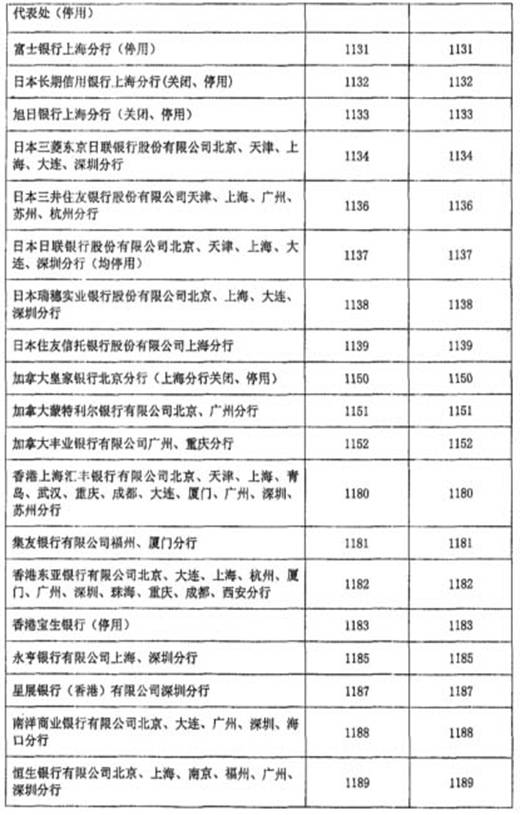 代表处（停用）
富士银行上海分行（停用） 1131 1131
日本长期信用银行上海分行(关闭、停用) 1132 1132
旭日银行上海分行（关闭、停用） 1133 1133
日本三菱东京日联银行股份有限公司北京、天津、上
海、大连、深圳分行 1134 1134
日本三井住友银行股份有限公司天津、上海、广州、
苏州、杭州分行 1136 1136
日本日联银行股份有限公司北京、天津、上海、大
连、深圳分行（均停用） 1137 1137
日本瑞穗实业银行股份有限公司北京、上海、大连、
深圳分行 1138 1138
日本住友信托银行股份有限公司上海分行 1139 1139
加拿大皇家银行北京分行（上海分行关闭、停用） 1150 1150
加拿大蒙特利尔银行有限公司北京、广州分行 1151 1151
加拿大丰业银行有限公司广州、重庆分行 1152 1152
香港上海汇丰银行有限公司北京、天津、上海、青
岛、武汉、重庆、成都、大连、厦门、广州、深圳、
苏州分行 1180 1180
集友银行有限公司福州、厦门分行 1181 1181
香港东亚银行有限公司北京、大连、上海、杭州、厦
门、广州、深圳、珠海、重庆、成都、西安分行 1182 1182
香港宝生银行（停用） 1183 1183
永亨银行有限公司上海、深圳分行 1185 1185
星展银行（香港）有限公司深圳分行 1187 1187
南洋商业银行有限公司北京、大连、广州、深圳、海
口分行 1188 1188
恒生银行有限公司北京、上海、南京、福州、广州、
深圳分行 1189 1189